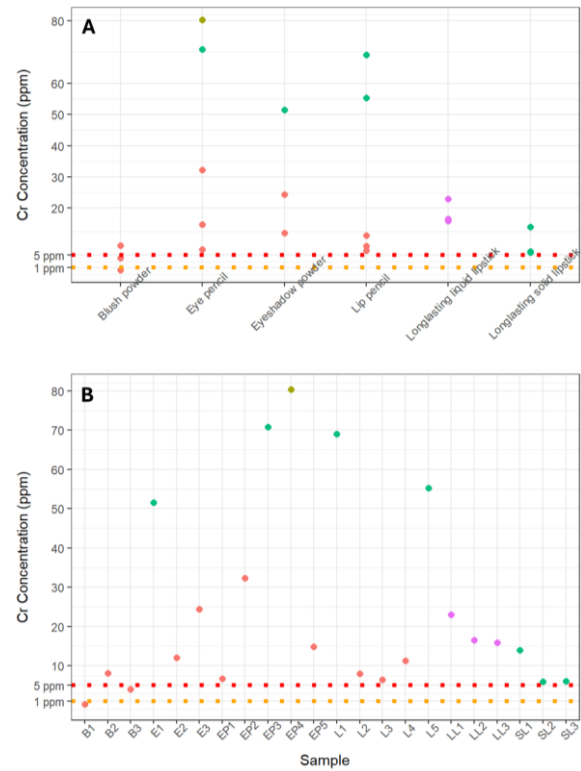 A
Cr Concentration (ppm)
80
70
60
50
40
30
20
5 ppm
1 ppm
Blush powder
Eye pencil
Eyeshadow powder
Lip pencil
Longlasting liquid lipstick
Longlasting solid lipstick
B
Cr Concentration (ppm)
80
70
60
50
40
30
20
10
5 ppm
1 ppm
B1 B2 B3 E1 E2 E3 EP1 EP2 EP3 EP4 EP5 L1 L2 L3 L4 L5 LL1 LL2 LL3 SL1 SL2 SL3
Sample